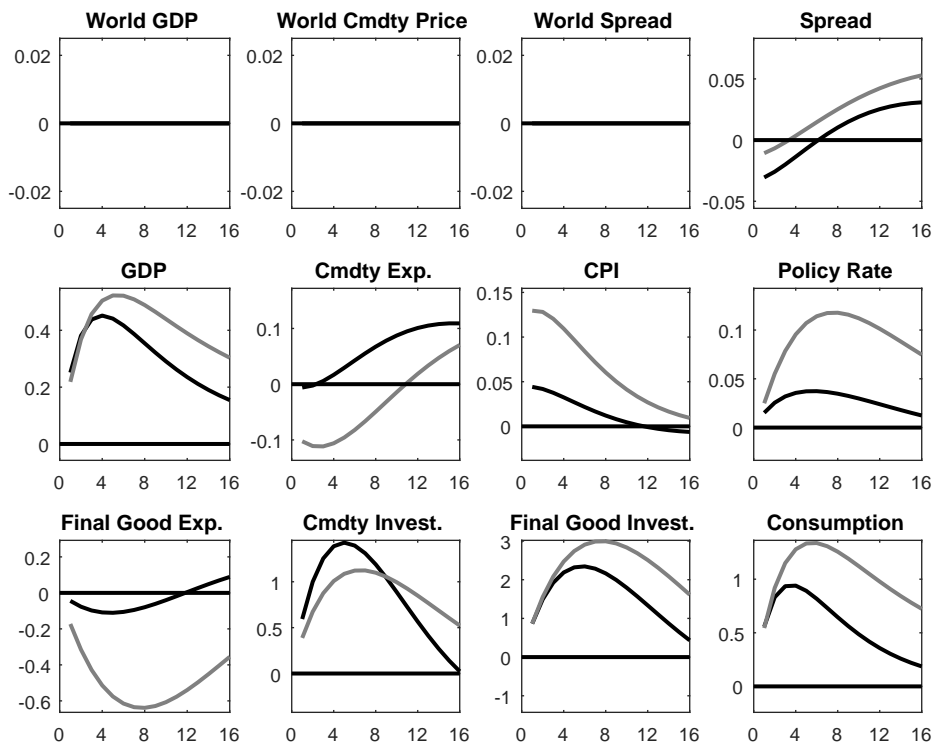 World GDP World Cmdty Price World Spread Spread
0.02 0.02 0.02 0.05
0 0 0 0
-0.02 -0.02 -0.02 -0.05
0 4 8 12 16 0 4 8 12 16 0 4 8 12 16 0 4 8 12 16
GDP Cmdty Exp. CPI Policy Rate
0.4 0.2 0
0.1 0 -0.1
0.15 0.1 0.05 0
0.1 0.05 0
0 4 8 12 16 0 4 8 12 16 0 4 8 12 16 0 4 8 12 16
Final Good Exp. Cmdty Invest. Final Good Invest. Consumption
0.2 0 -0.2 -0.4 -0.6
1 0.5 0
3 2 1 0 -1
1 0.5 0
0 4 8 12 16 0 4 8 12 16 0 4 8 12 16 0 4 8 12 16